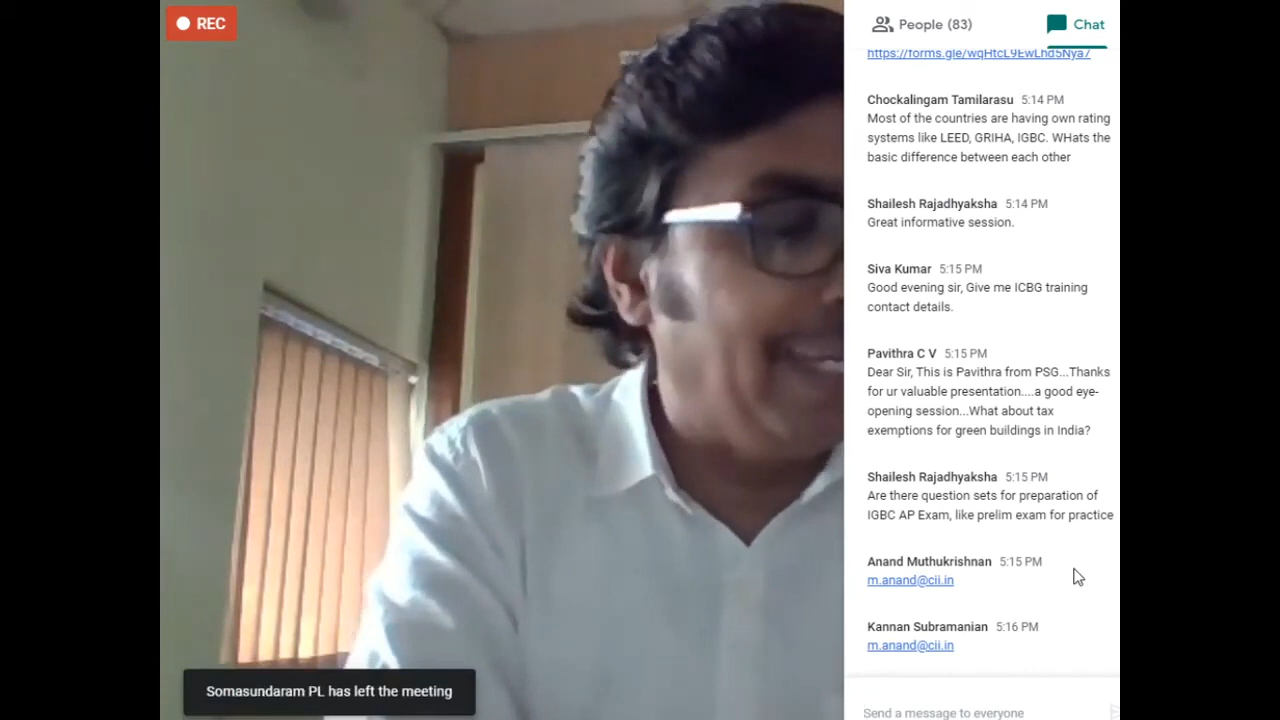 REC
People (83)
Chat
https://forms.gle/wqHtcL9EwLhd5Nya7
Chockalingam Tamilarasu 5:14 PM
Most of the countries are having own rating
systems like LEED, GRIHA, IGBC. WHats the
basic difference between each other
Shailesh Rajadhyaksha 5:14 PM
Great informative session.
Siva Kumar 5:15 PM
Good evening sir, Give me ICBG training
contact details.
Pavithra C V 5:15 PM
Dear Sir, This is Pavithra from PSG...Thanks
for ur valuable presentation....a good eye-
opening session...What about tax
exemptions for green buildings in India?
Shailesh Rajadhyaksha 5:15 PM
Are there question sets for preparation of
IGBC AP Exam, like prelim exam for practice
Anand Muthukrishnan 5:15 PM
m.anand@cii.in
Kannan Subramanian 5:16 PM
m.anand@cii.in
Somasundaram PL has left the meeting
Send a message to everyone